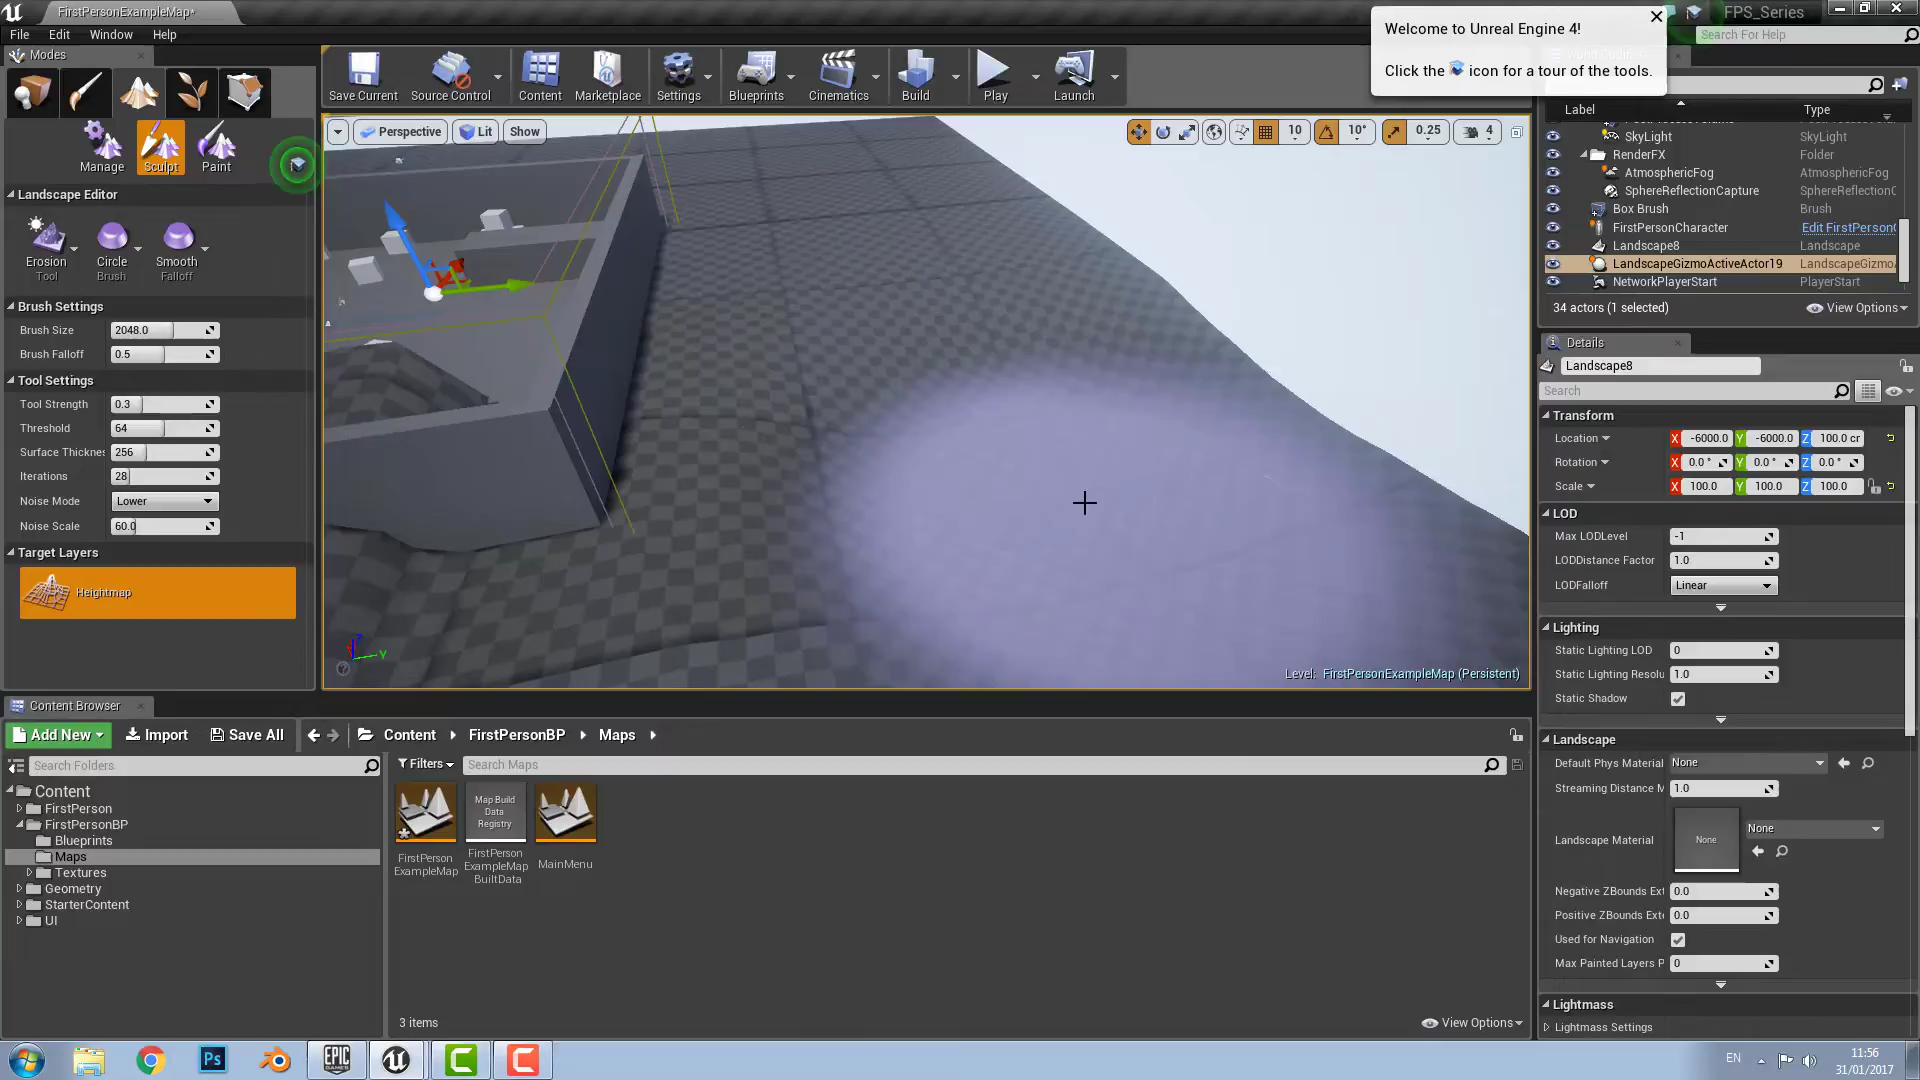 FirstPersonExampleMap*
FPS_Series
File
Edit
Window
Help
Search For Help
Welcome to Unreal Engine 4!
Click the icon for a tour of the tools.
Modes
Manage
Sculpt
Paint
Save Current
Source Control
Content
Marketplace
Settings
Blueprints
Cinematics
Build
Play
Launch
Perspective
Lit
Show
10
10°
0.25
4
Label
Type
SkyLight
SkyLight
RenderFX
Folder
AtmosphericFog
AtmosphericFog
SphereReflectionCapture
SphereReflectionC
Box Brush
Brush
FirstPersonCharacter
Edit FirstPersonC
Landscape8
Landscape
LandscapeGizmoActiveActor19
LandscapeGizmoA
NetworkPlayerStart
PlayerStart
34 actors (1 selected)
View Options
Landscape Editor
Erosion
Tool
Circle
Brush
Smooth
Falloff
Brush Settings
Brush Size
2048.0
Brush Falloff
0.5
Tool Settings
Tool Strength
0.3
Threshold
64
Surface Thicknes
256
Iterations
28
Noise Mode
Lower
Noise Scale
60.0
Target Layers
Heightmap
Z
Y
Level: FirstPersonExampleMap (Persistent)
Details
Landscape8
Search
Transform
Location
X -6000.0
Y -6000.0
Z 100.0 cr
Rotation
X 0.0 °
Y 0.0 °
Z 0.0 °
Scale
X 100.0
Y 100.0
Z 100.0
LOD
Max LODLevel
-1
LODDistance Factor
1.0
LODFalloff
Linear
Lighting
Static Lighting LOD
0
Static Lighting Resolu
1.0
Static Shadow
Landscape
Default Phys Material
None
Streaming Distance M
1.0
Landscape Material
None
None
Negative ZBounds Ext
0.0
Positive ZBounds Exte
0.0
Used for Navigation
Max Painted Layers P
0
Lightmass
Lightmass Settings
Content Browser
Add New
Import
Save All
Content
FirstPersonBP
Maps
Search Folders
Filters
Search Maps
Content
FirstPerson
FirstPersonBP
Blueprints
Maps
Textures
Geometry
StarterContent
UI
FirstPerson
ExampleMap
Map Build
Data
Registry
FirstPerson
ExampleMap
BuiltData
MainMenu
3 items
View Options
Ps
EPIC
GAMES
EN
11:56
31/01/2017